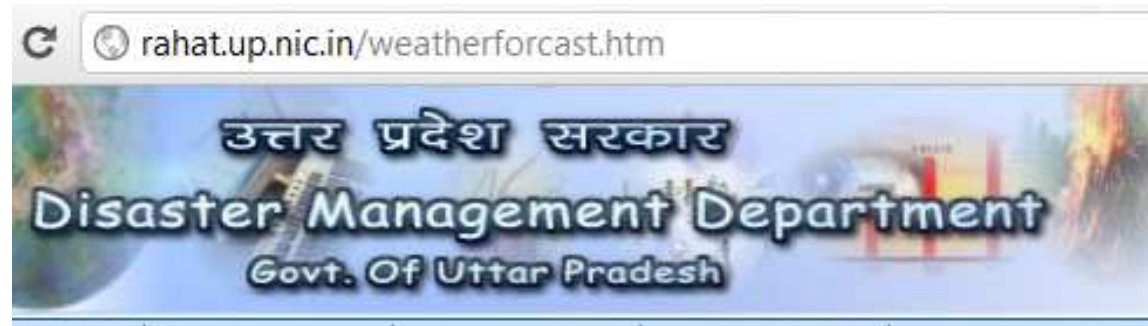 rahat.up.nic.in/weatherforcast.htm
उत्तर प्रदेश सरकार
Disaster Management Department
Govt. Of Uttar Pradesh